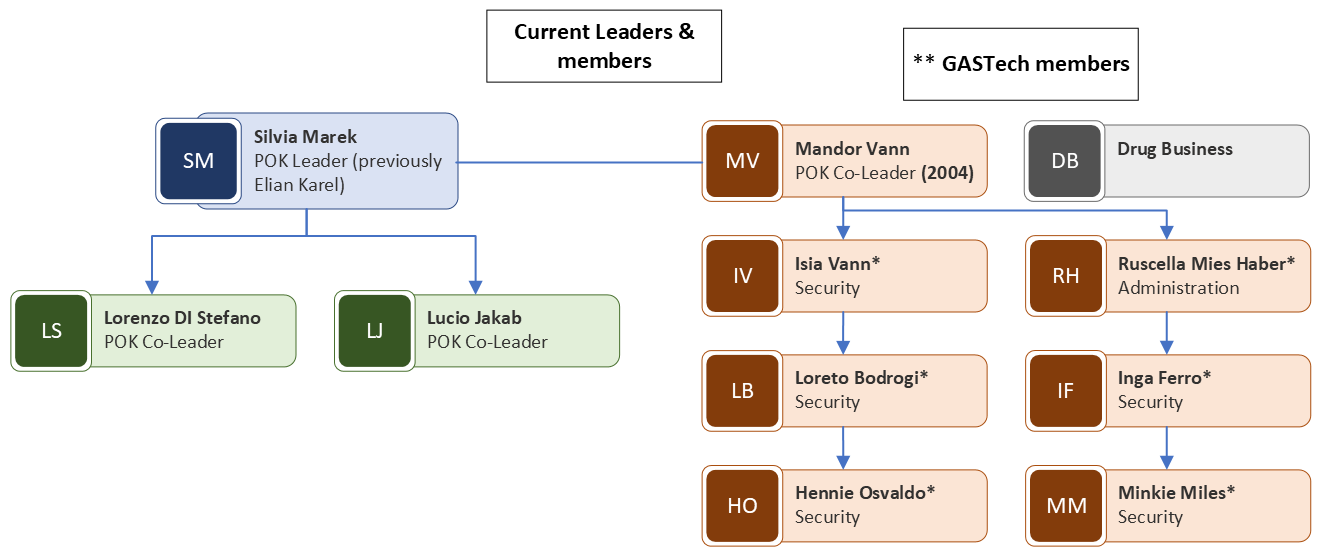 Current Leaders &
members
** GASTech members
SM
Silvia Marek
POK Leader (previously
Elian Karel)
MV
Mandor Vann
POK Co-Leader (2004)
DB
Drug Business
IV
Isia Vann*
Security
RH
Ruscella Mies Haber*
Administration
LS
Lorenzo DI Stefano
POK Co-Leader
LJ
Lucio Jakab
POK Co-Leader
LB
Loreto Bodrogi*
Security
IF
Inga Ferro*
Security
HO
Hennie Osvaldo*
Security
MM
Minkie Miles*
Security